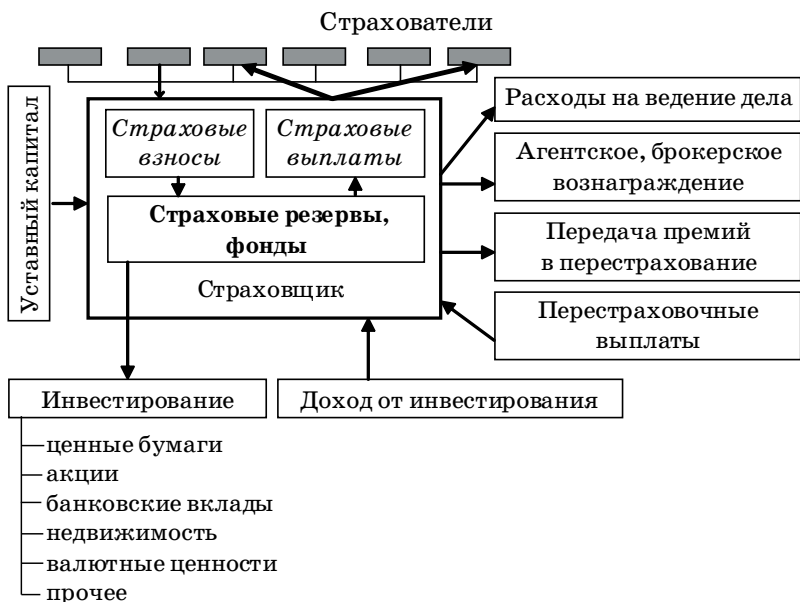 Страхователи
Уставный капитал
Страховые
взносы
Страховые
выплаты
Страховые резервы,
фонды
Страховщик
Расходы на ведение дела
Агентское, брокерское
вознаграждение
Передача премий
в перестрахование
Перестраховочные
выплаты
Инвестирование
Доход от инвестирования
ценные бумаги
акции
банковские вклады
недвижимость
валютные ценности
прочее